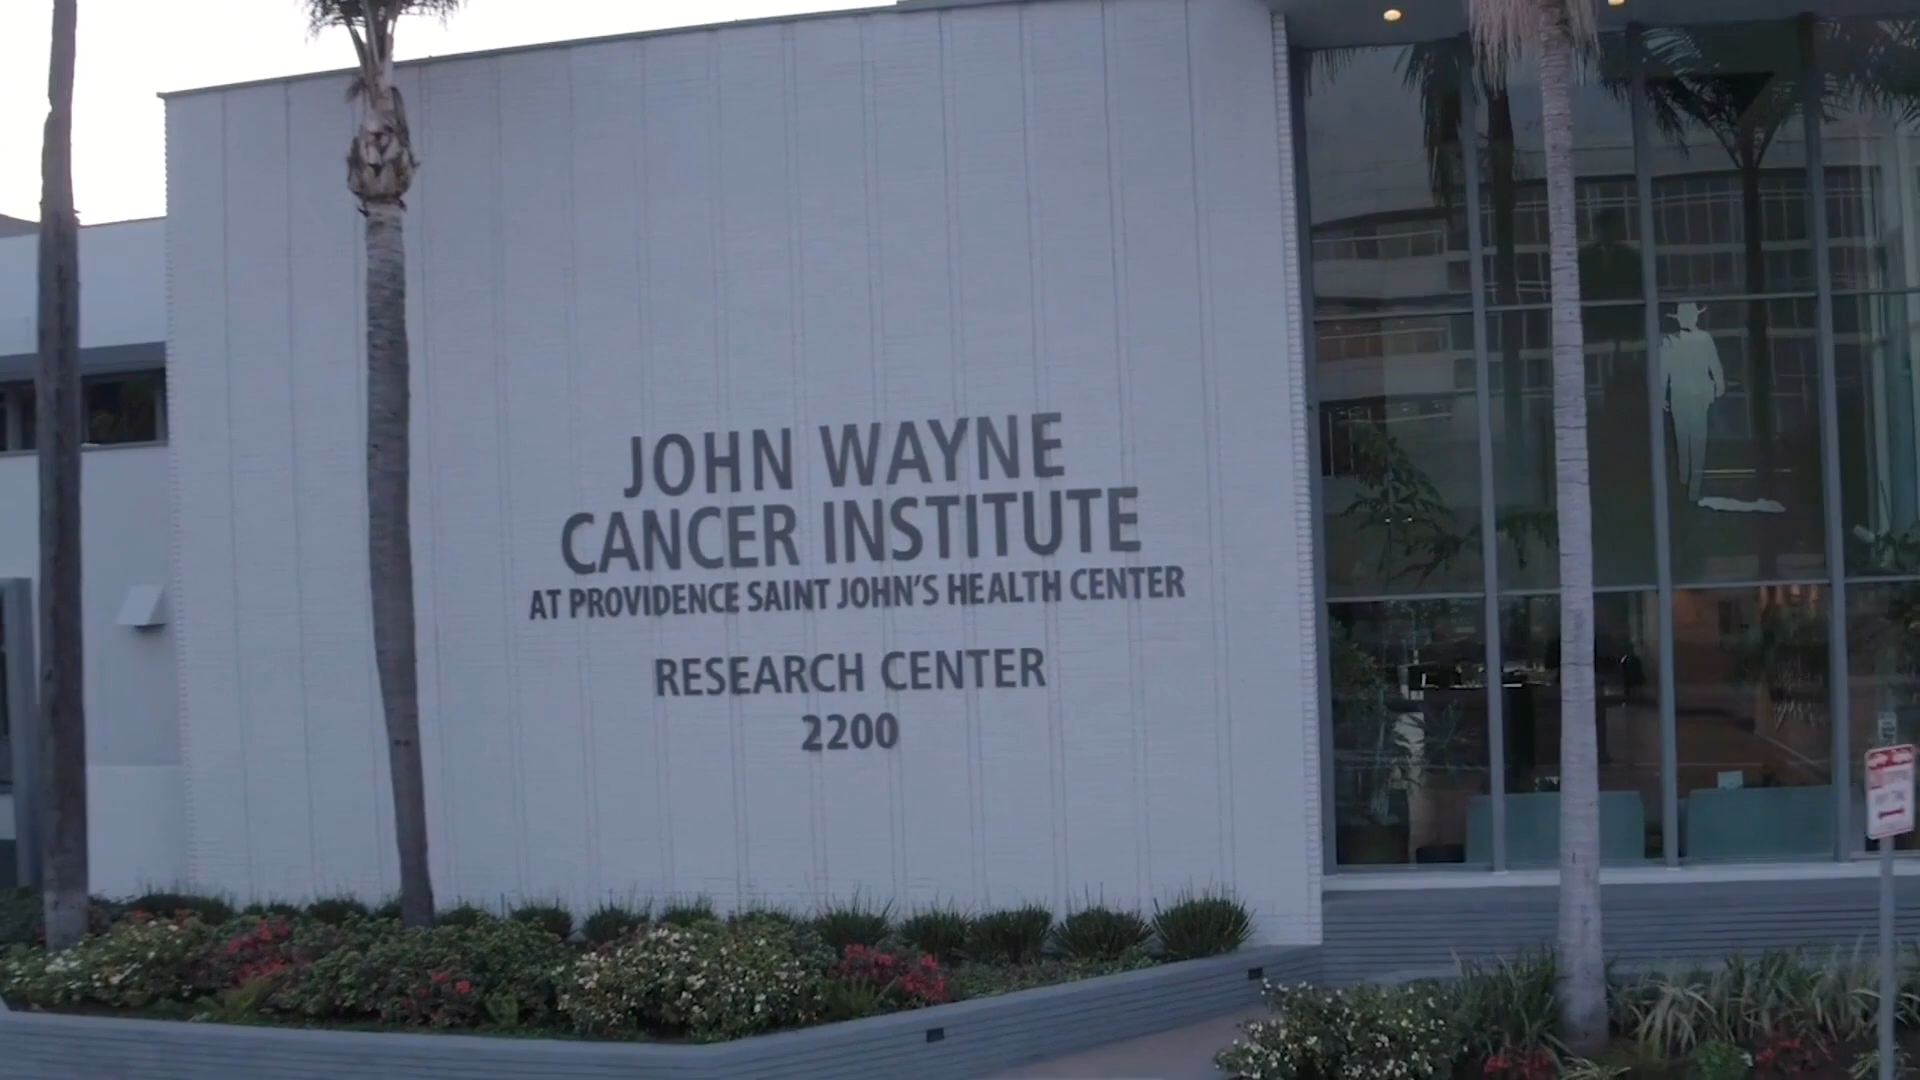 JOHN WAYNE
CANCER INSTITUTE
AT PROVIDENCE SAINT JOHN'S HEALTH CENTER
RESEARCH CENTER
2200